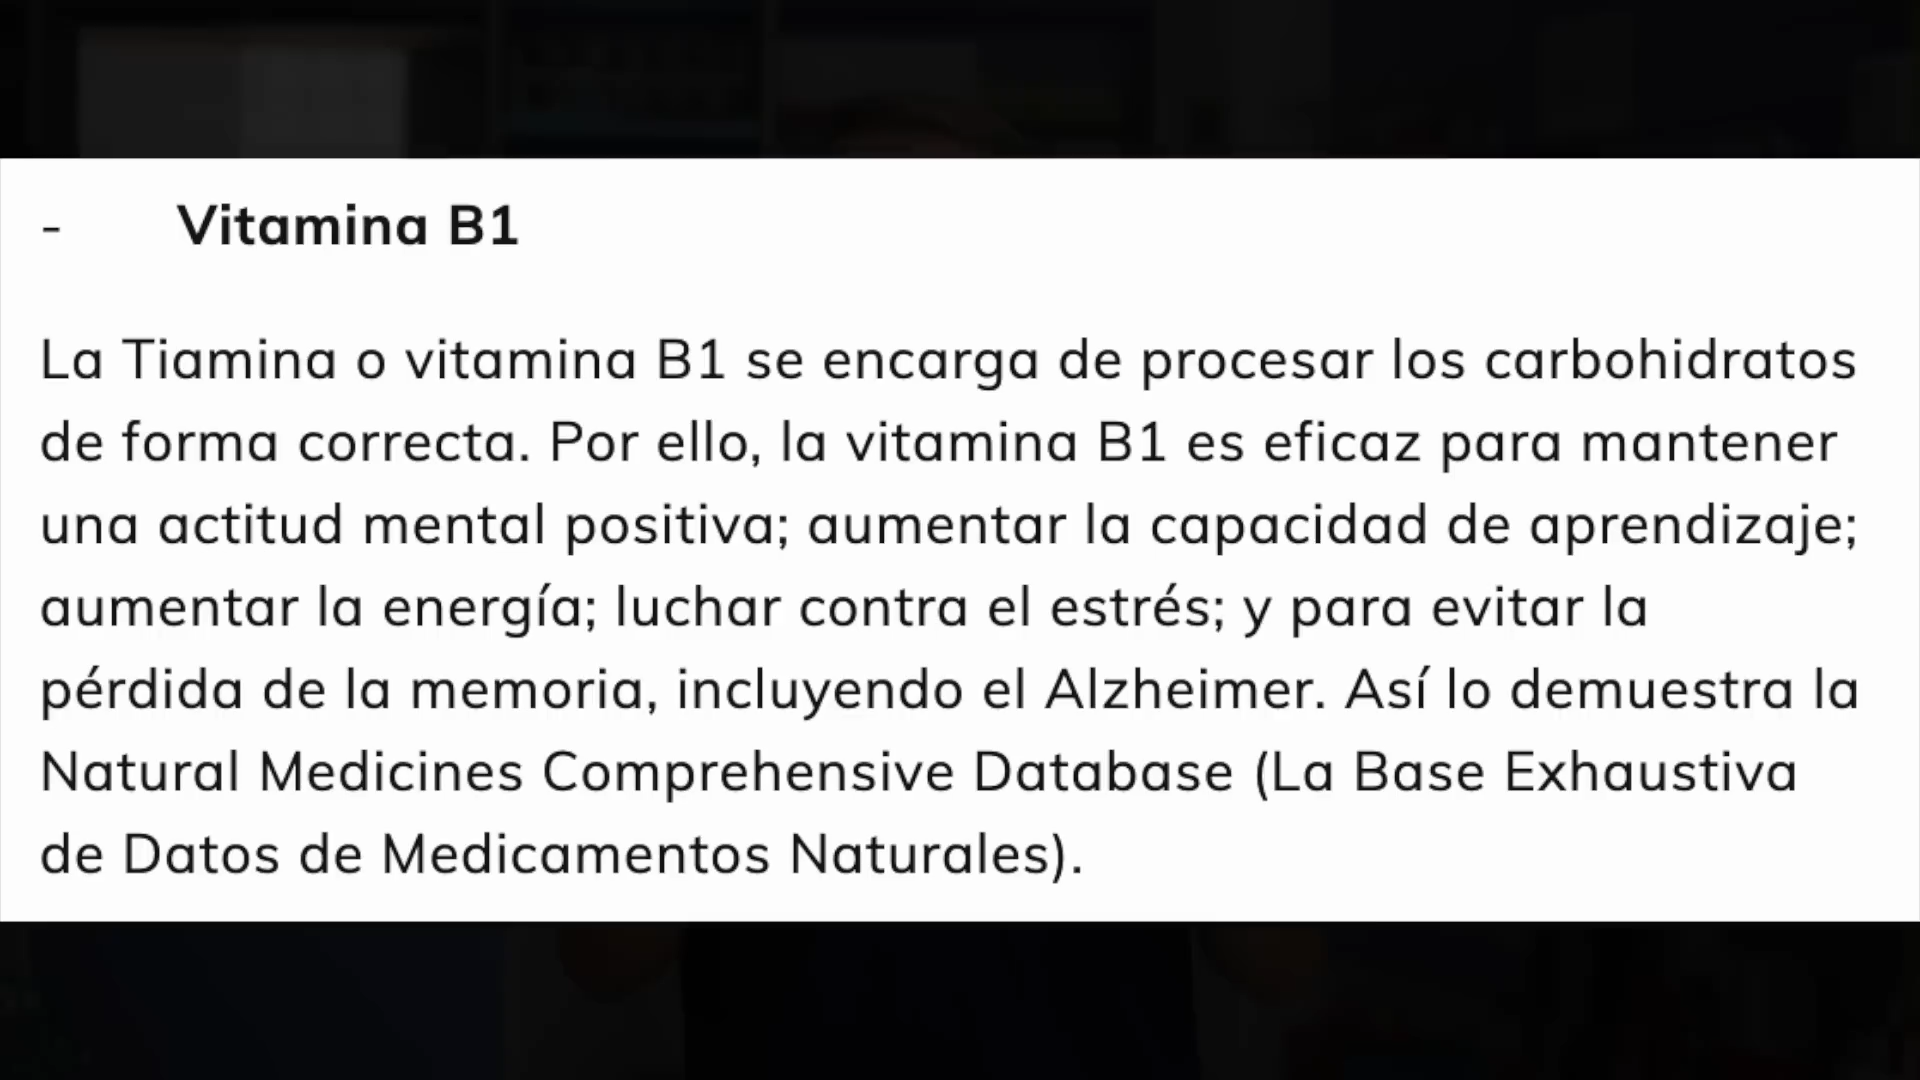 - Vitamina B1
La Tiamina o vitamina B1 se encarga de procesar los carbohidratos
de forma correcta. Por ello, la vitamina B1 es eficaz para mantener
una actitud mental positiva; aumentar la capacidad de aprendizaje;
aumentar la energía; luchar contra el estrés; y para evitar la
pérdida de la memoria, incluyendo el Alzheimer. Así lo demuestra la
Natural Medicines Comprehensive Database (La Base Exhaustiva
de Datos de Medicamentos Naturales).